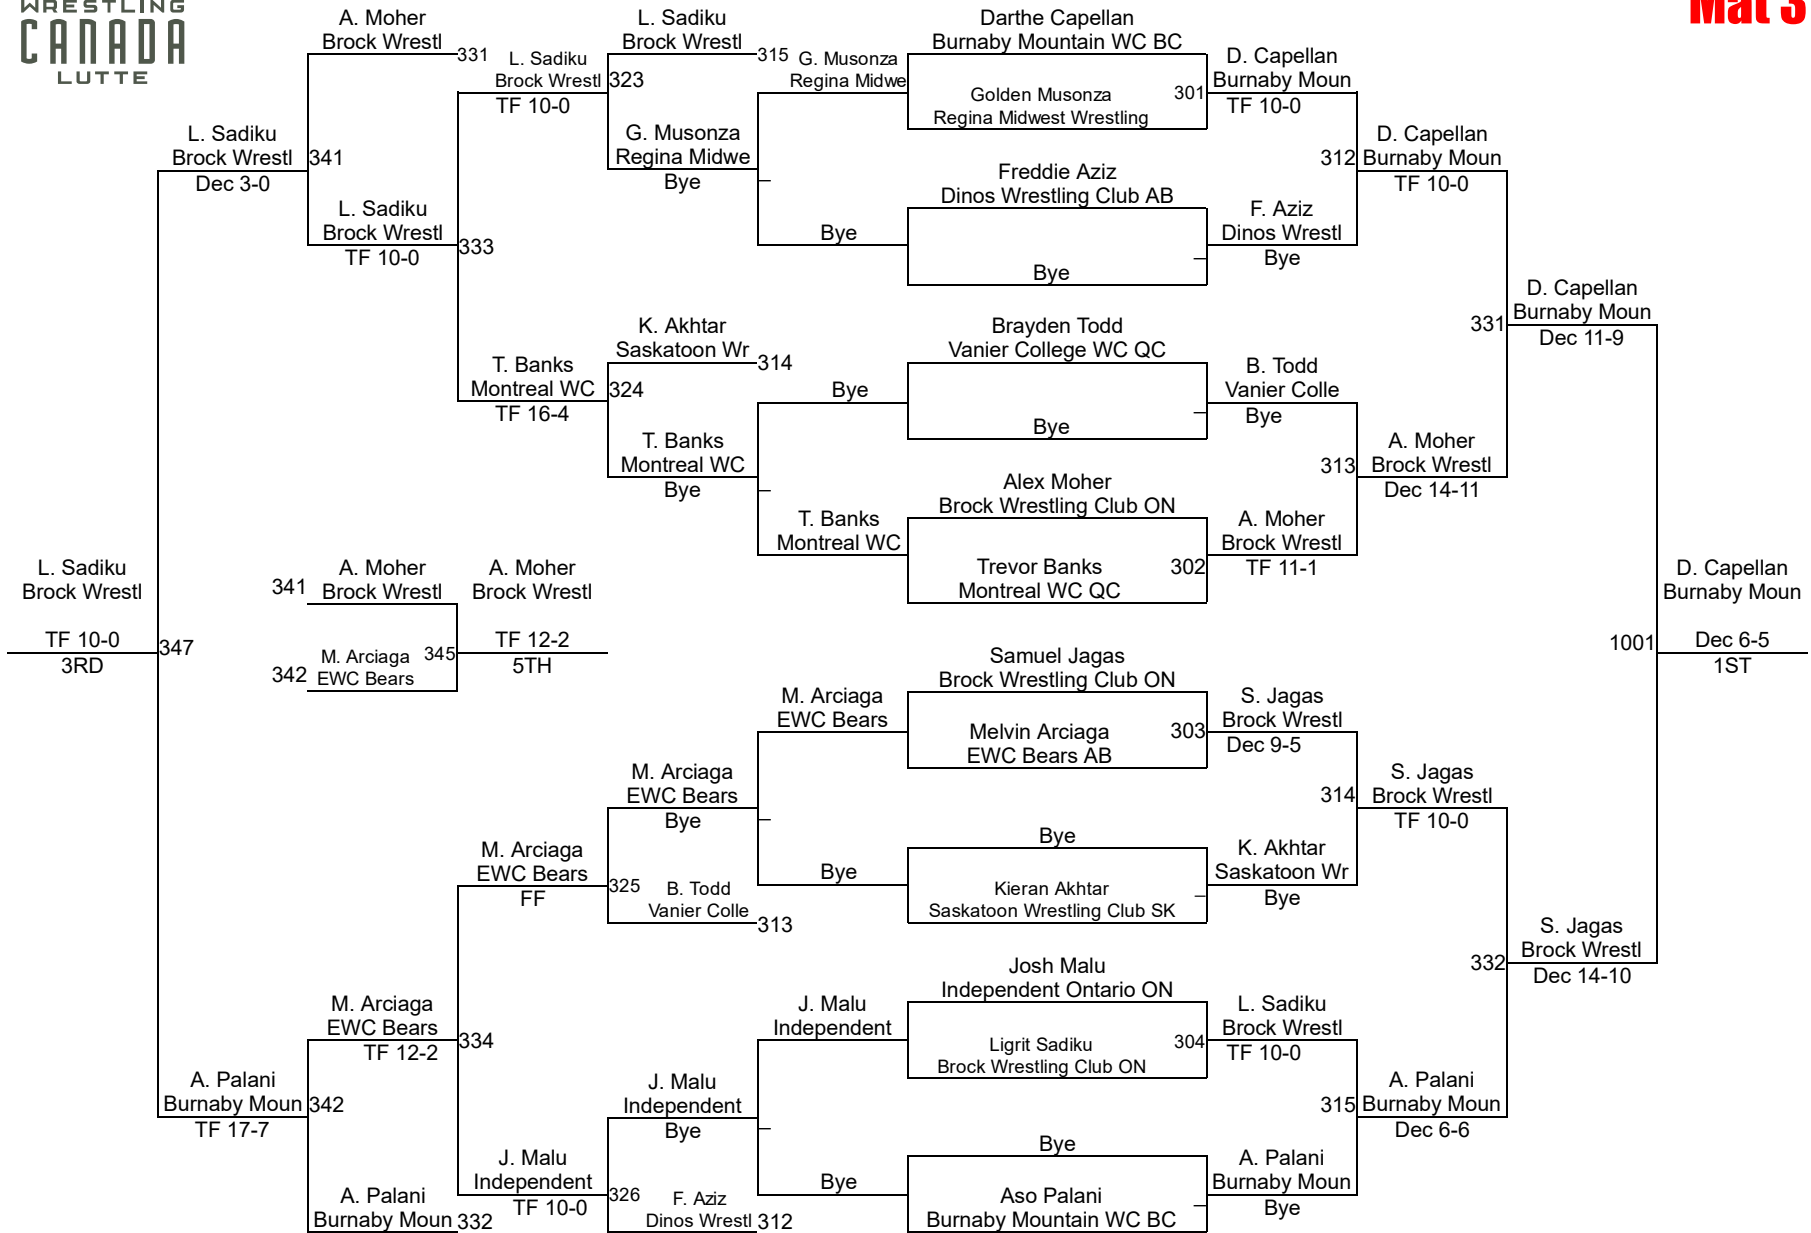 WRESTLING
CANADA
LUTTE
Mat 3
A. Moher
Brock Wrestl
331
L. Sadiku
Brock Wrestl
TF 10-0
323
L. Sadiku
Brock Wrestl
315
G. Musonza
Regina Midwe
Darthe Capellan
Burnaby Mountain WC BC
Golden Musonza
Regina Midwest Wrestling
301
D. Capellan
Burnaby Moun
TF 10-0
L. Sadiku
Brock Wrestl
Dec 3-0
341
G. Musonza
Regina Midwe
Bye
Freddie Aziz
Dinos Wrestling Club AB
Bye
312
D. Capellan
Burnaby Moun
TF 10-0
L. Sadiku
Brock Wrestl
TF 10-0
333
Bye
F. Aziz
Dinos Wrestl
Bye
K. Akhtar
Saskatoon Wr
314
Brayden Todd
Vanier College WC QC
Bye
331
D. Capellan
Burnaby Moun
Dec 11-9
T. Banks
Montreal WC
TF 16-4
324
Bye
B. Todd
Vanier Colle
Bye
T. Banks
Montreal WC
Bye
Alex Moher
Brock Wrestling Club ON
Trevor Banks
Montreal WC QC
302
313
A. Moher
Brock Wrestl
Dec 14-11
T. Banks
Montreal WC
A. Moher
Brock Wrestl
TF 11-1
L. Sadiku
Brock Wrestl
TF 10-0
3RD
347
341
A. Moher
Brock Wrestl
342
M. Arciaga
EWC Bears
345
A. Moher
Brock Wrestl
TF 12-2
5TH
1001
D. Capellan
Burnaby Moun
Dec 6-5
1ST
M. Arciaga
EWC Bears
Samuel Jagas
Brock Wrestling Club ON
Melvin Arciaga
EWC Bears AB
303
S. Jagas
Brock Wrestl
Dec 9-5
M. Arciaga
EWC Bears
Bye
314
S. Jagas
Brock Wrestl
TF 10-0
M. Arciaga
EWC Bears
FF
325
B. Todd
Vanier Colle
313
Bye
Bye
Kieran Akhtar
Saskatoon Wrestling Club SK
K. Akhtar
Saskatoon Wr
Bye
332
S. Jagas
Brock Wrestl
Dec 14-10
M. Arciaga
EWC Bears
TF 12-2
334
J. Malu
Independent
Josh Malu
Independent Ontario ON
Ligrit Sadiku
Brock Wrestling Club ON
304
L. Sadiku
Brock Wrestl
TF 10-0
A. Palani
Burnaby Moun
TF 17-7
342
J. Malu
Independent
Bye
315
A. Palani
Burnaby Moun
Dec 6-6
A. Palani
Burnaby Moun
332
J. Malu
Independent
TF 10-0
326
F. Aziz
Dinos Wrestl
312
Bye
Bye
Aso Palani
Burnaby Mountain WC BC
A. Palani
Burnaby Moun
Bye